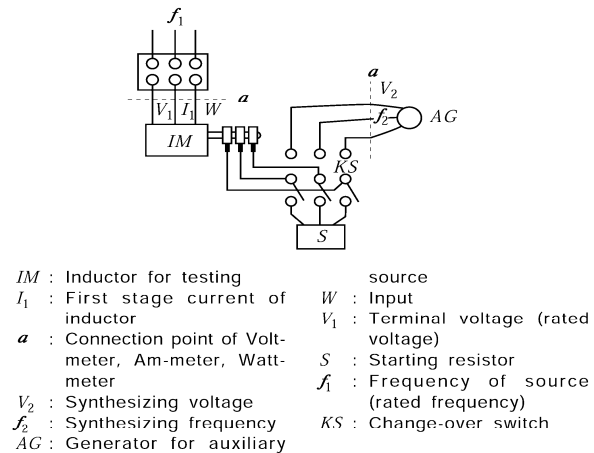 f1
a
V2
V1 I1 W a
f2 AG
IM
KS
S
IM : Inductor for testing
I1 : First stage current of
inductor
a : Connection point of Volt-
meter, Am-meter, Watt-
meter
V2 : Synthesizing voltage
f2 : Synthesizing frequency
AG : Generator for auxiliary
source
W : Input
V1 : Terminal voltage (rated
voltage)
S : Starting resistor
f1 : Frequency of source
(rated frequency)
KS : Change-over switch